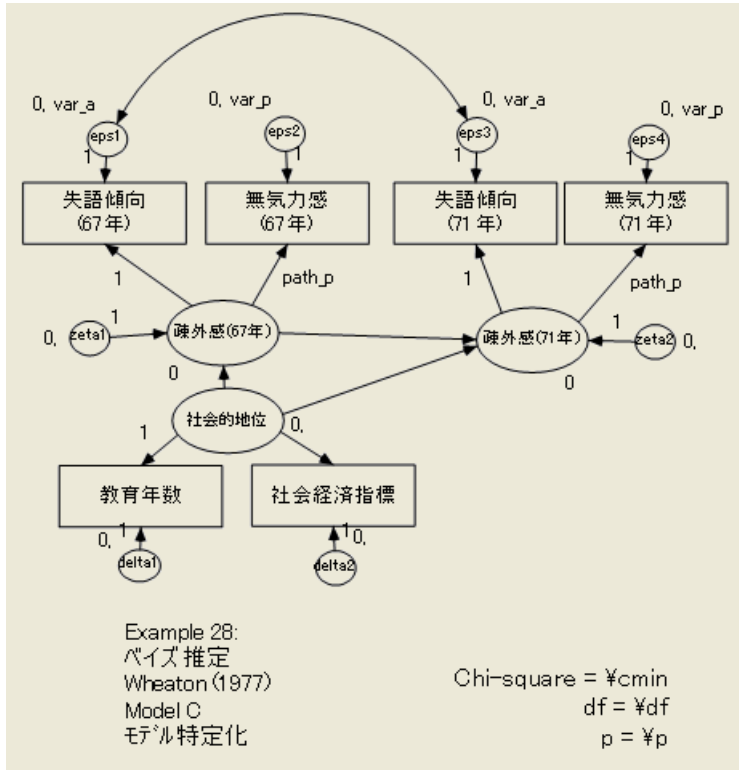 0, var_a
0, var_p
0, var_a
0, var_p
eps1
eps2
eps3
eps4
1
1
1
1
失語傾向
(67年)
無気力感
(67年)
失語傾向
(71年)
無気力感
(71年)
1
path_p
1
path_p
1
1
0,
zeta1
疎外感(67年)
疎外感(71年)
zeta2
0,
0
0
社会的地位
0,
1
教育年数
社会経済指標
1
0,
1
0,
delta1
delta2
Example 28:
ベイズ推定
Wheaton (1977)
Model C
モデル特定化
Chi-square = ¥cmin
df = ¥df
p = ¥p